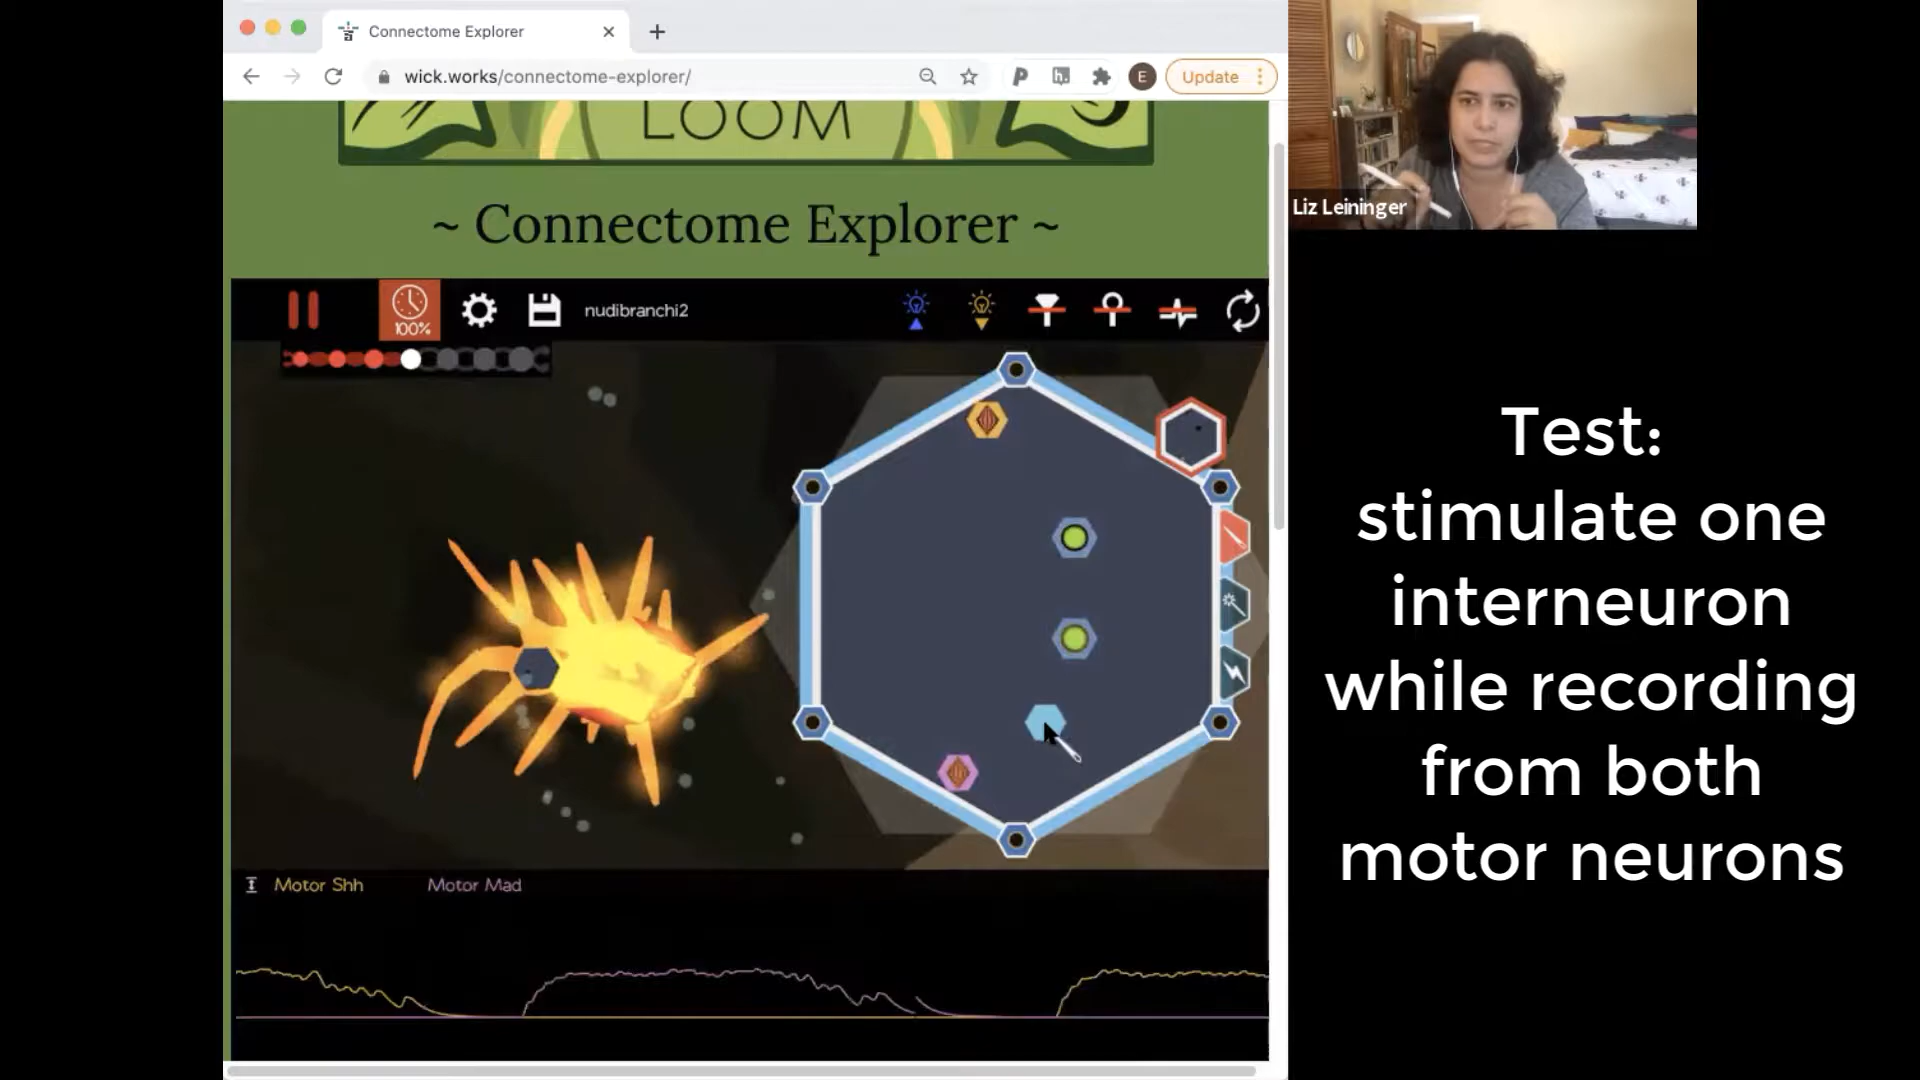 Connectome Explorer
wick.works/connectome-explorer/
E
Update
LOOM
~ Connectome Explorer ~
100%
nudibranchi2
Motor Shh
Motor Mad
Liz Leininger
Test:
stimulate one
interneuron
while recording
from both
motor neurons